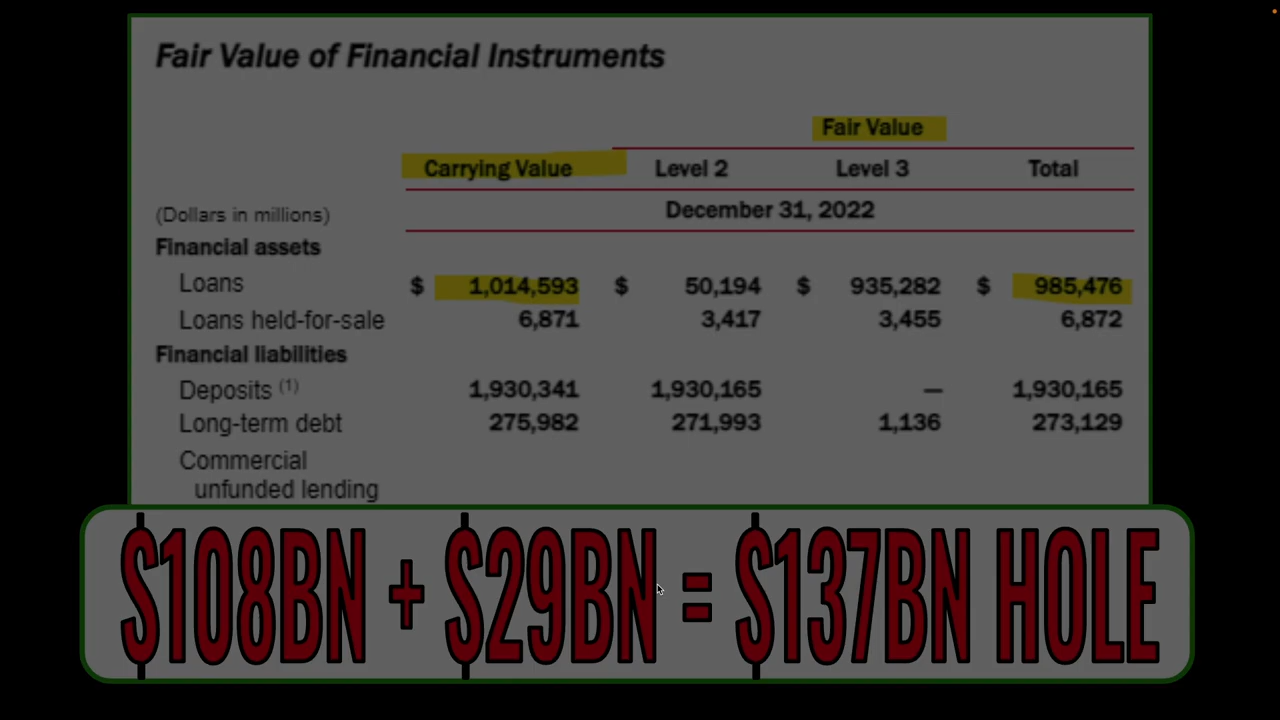 Fair Value of Financial Instruments
Fair Value
Carrying Value Level 2 Level 3 Total
(Dollars in millions) December 31, 2022
Financial assets
Loans $ 1,014,593 $ 50,194 $ 935,282 $ 985,476
Loans held-for-sale 6,871 3,417 3,455 6,872
Financial liabilities
Deposits (1) 1,930,341 1,930,165 — 1,930,165
Long-term debt 275,982 271,993 1,136 273,129
Commercial
unfunded lending
$108BN + $29BN = $137BN HOLE